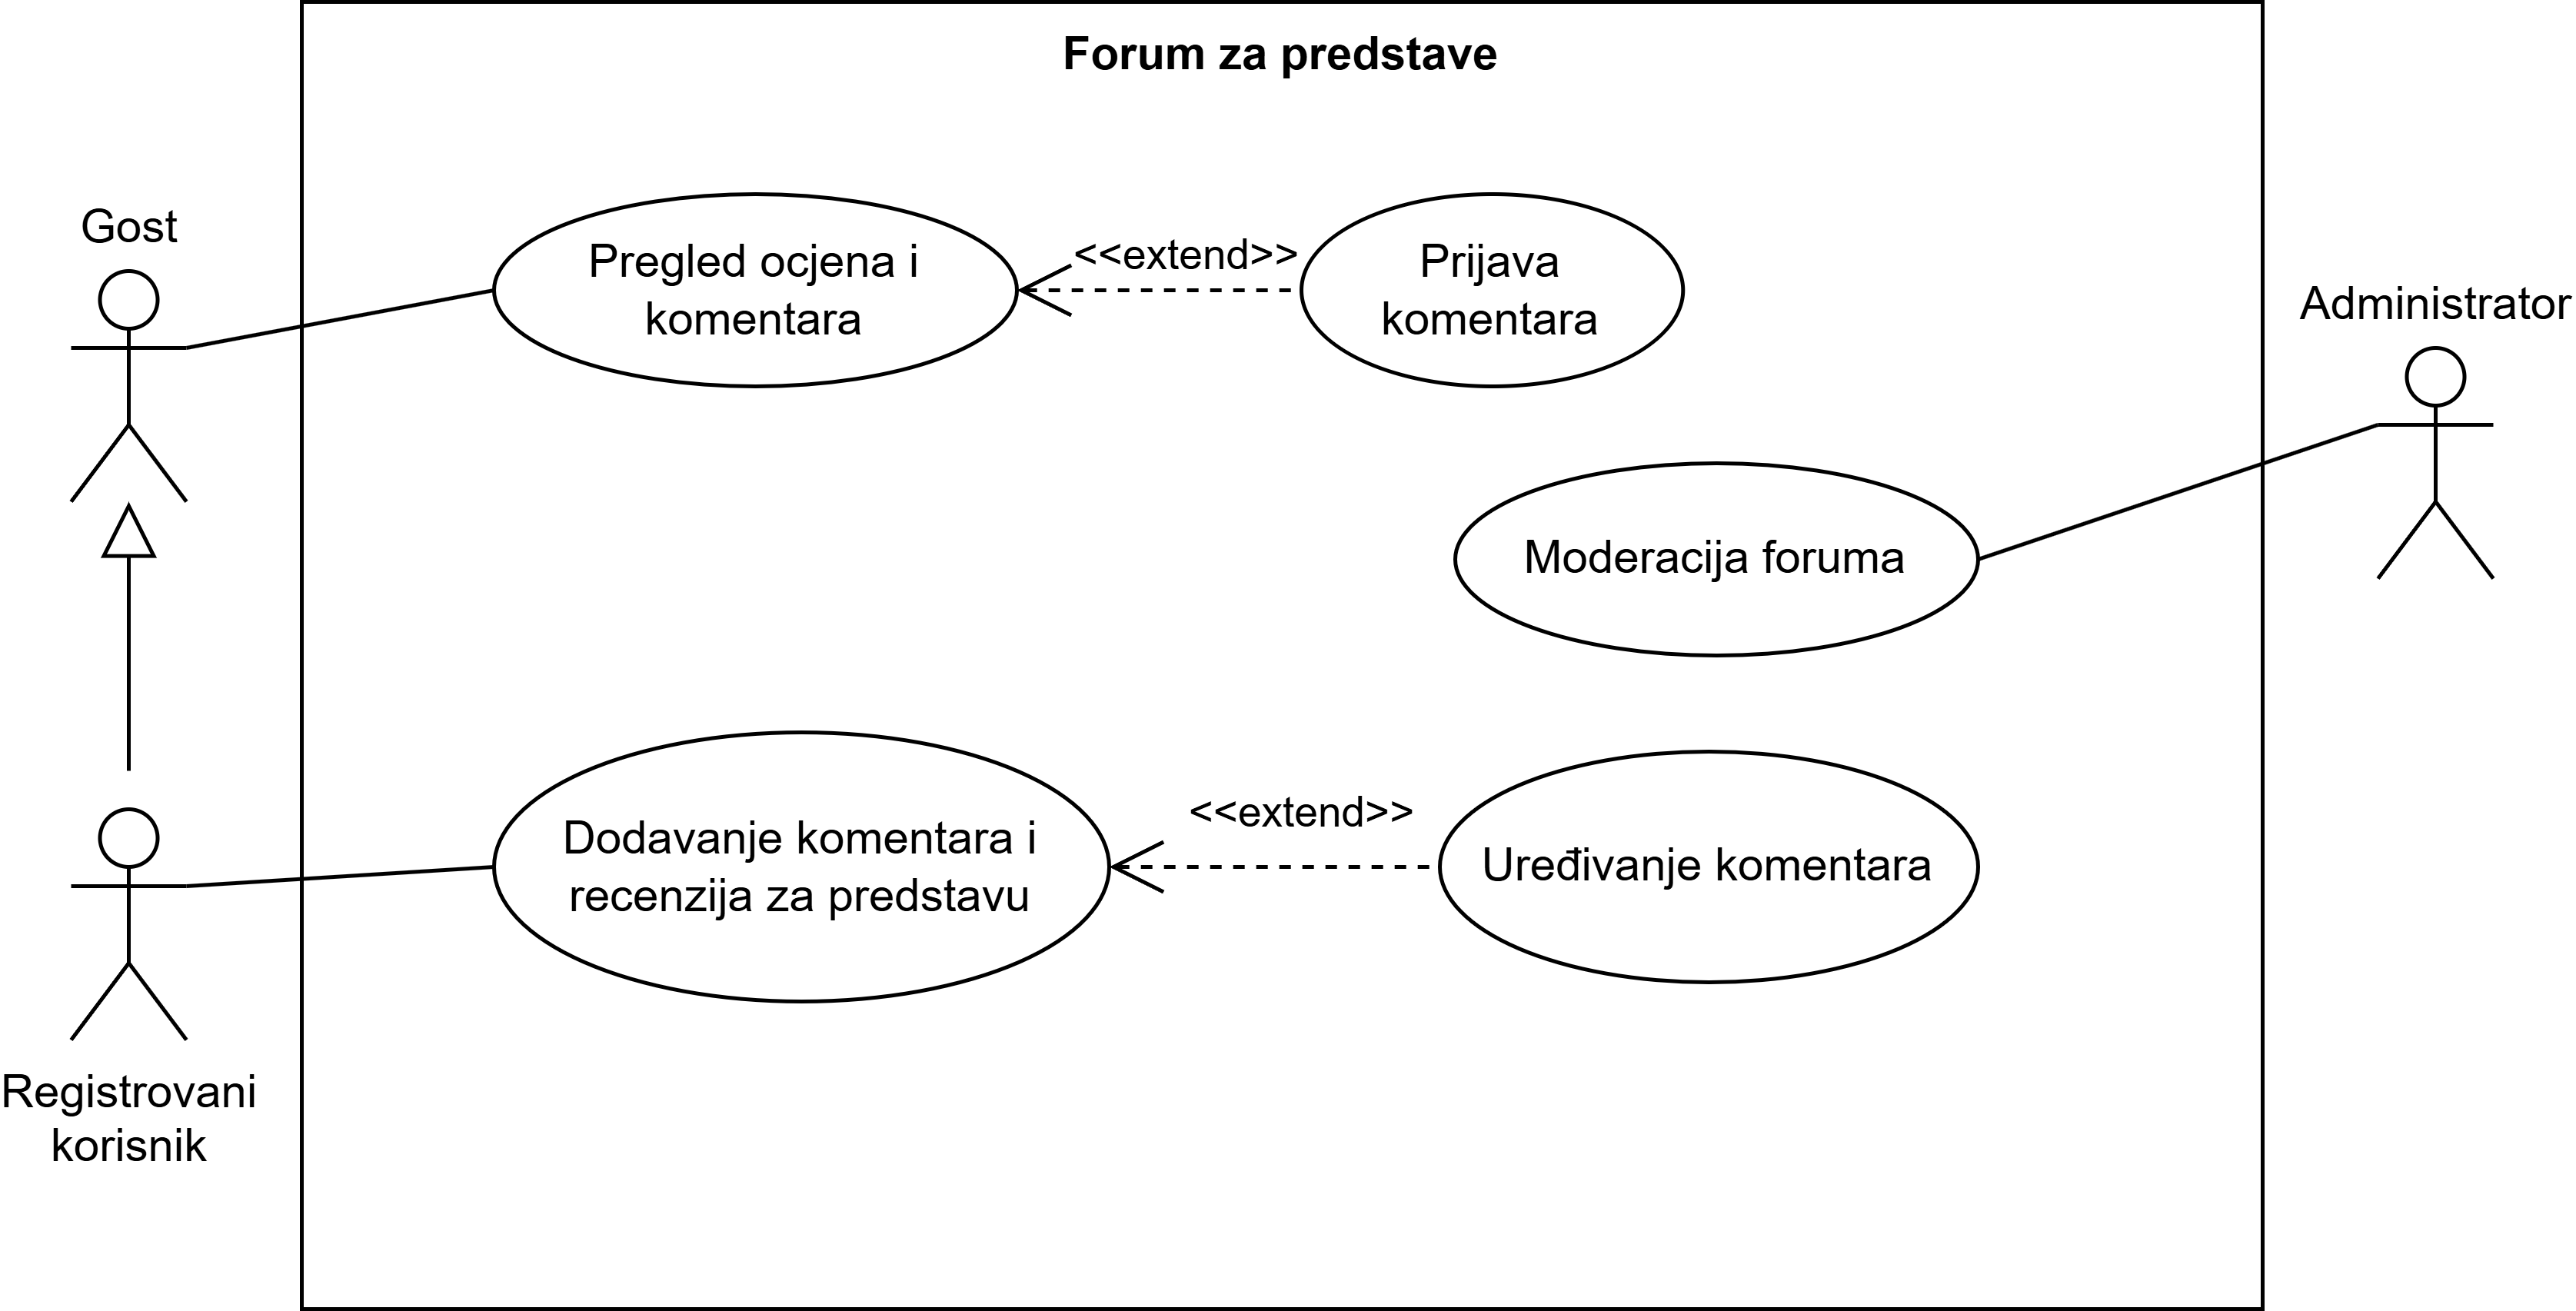 Forum za predstave
Gost
Pregled ocjena i
komentara
<<extend>>
Prijava
komentara
Administrator
Moderacija foruma
Dodavanje komentara i
recenzija za predstavu
<<extend>>
Uređivanje komentara
Registrovani
korisnik